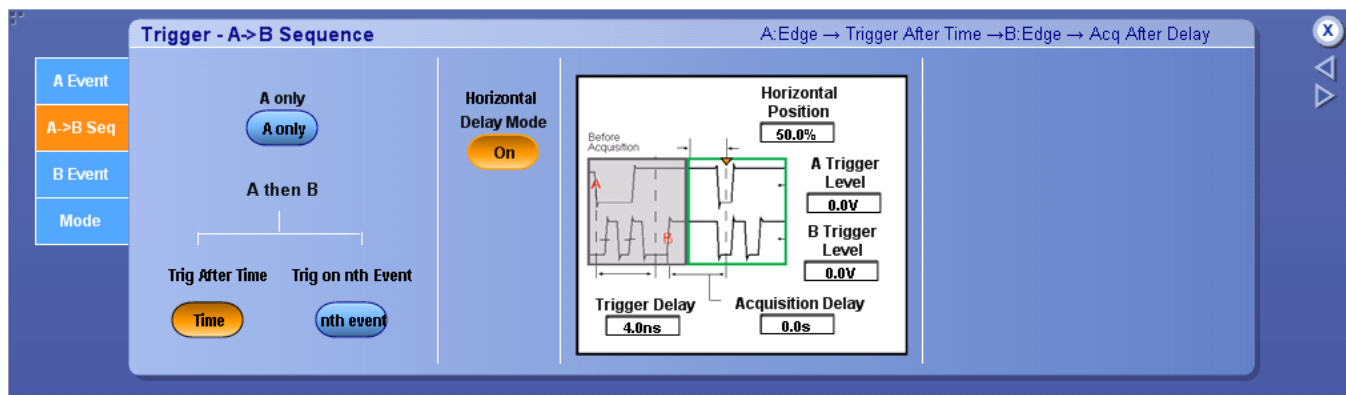 Trigger - A->B Sequence
A:Edge → Trigger After Time →B:Edge → Acq After Delay
X
A Event
A->B Seq
B Event
Mode
A only
A only
A then B
Trig After Time
Trig on nth Event
Time
nth event
Horizontal
Delay Mode
On
Horizontal
Position
50.0%
Before
Acquisition
A
B
A Trigger
Level
0.0V
B Trigger
Level
0.0V
Trigger Delay
4.0ns
Acquisition Delay
0.0s